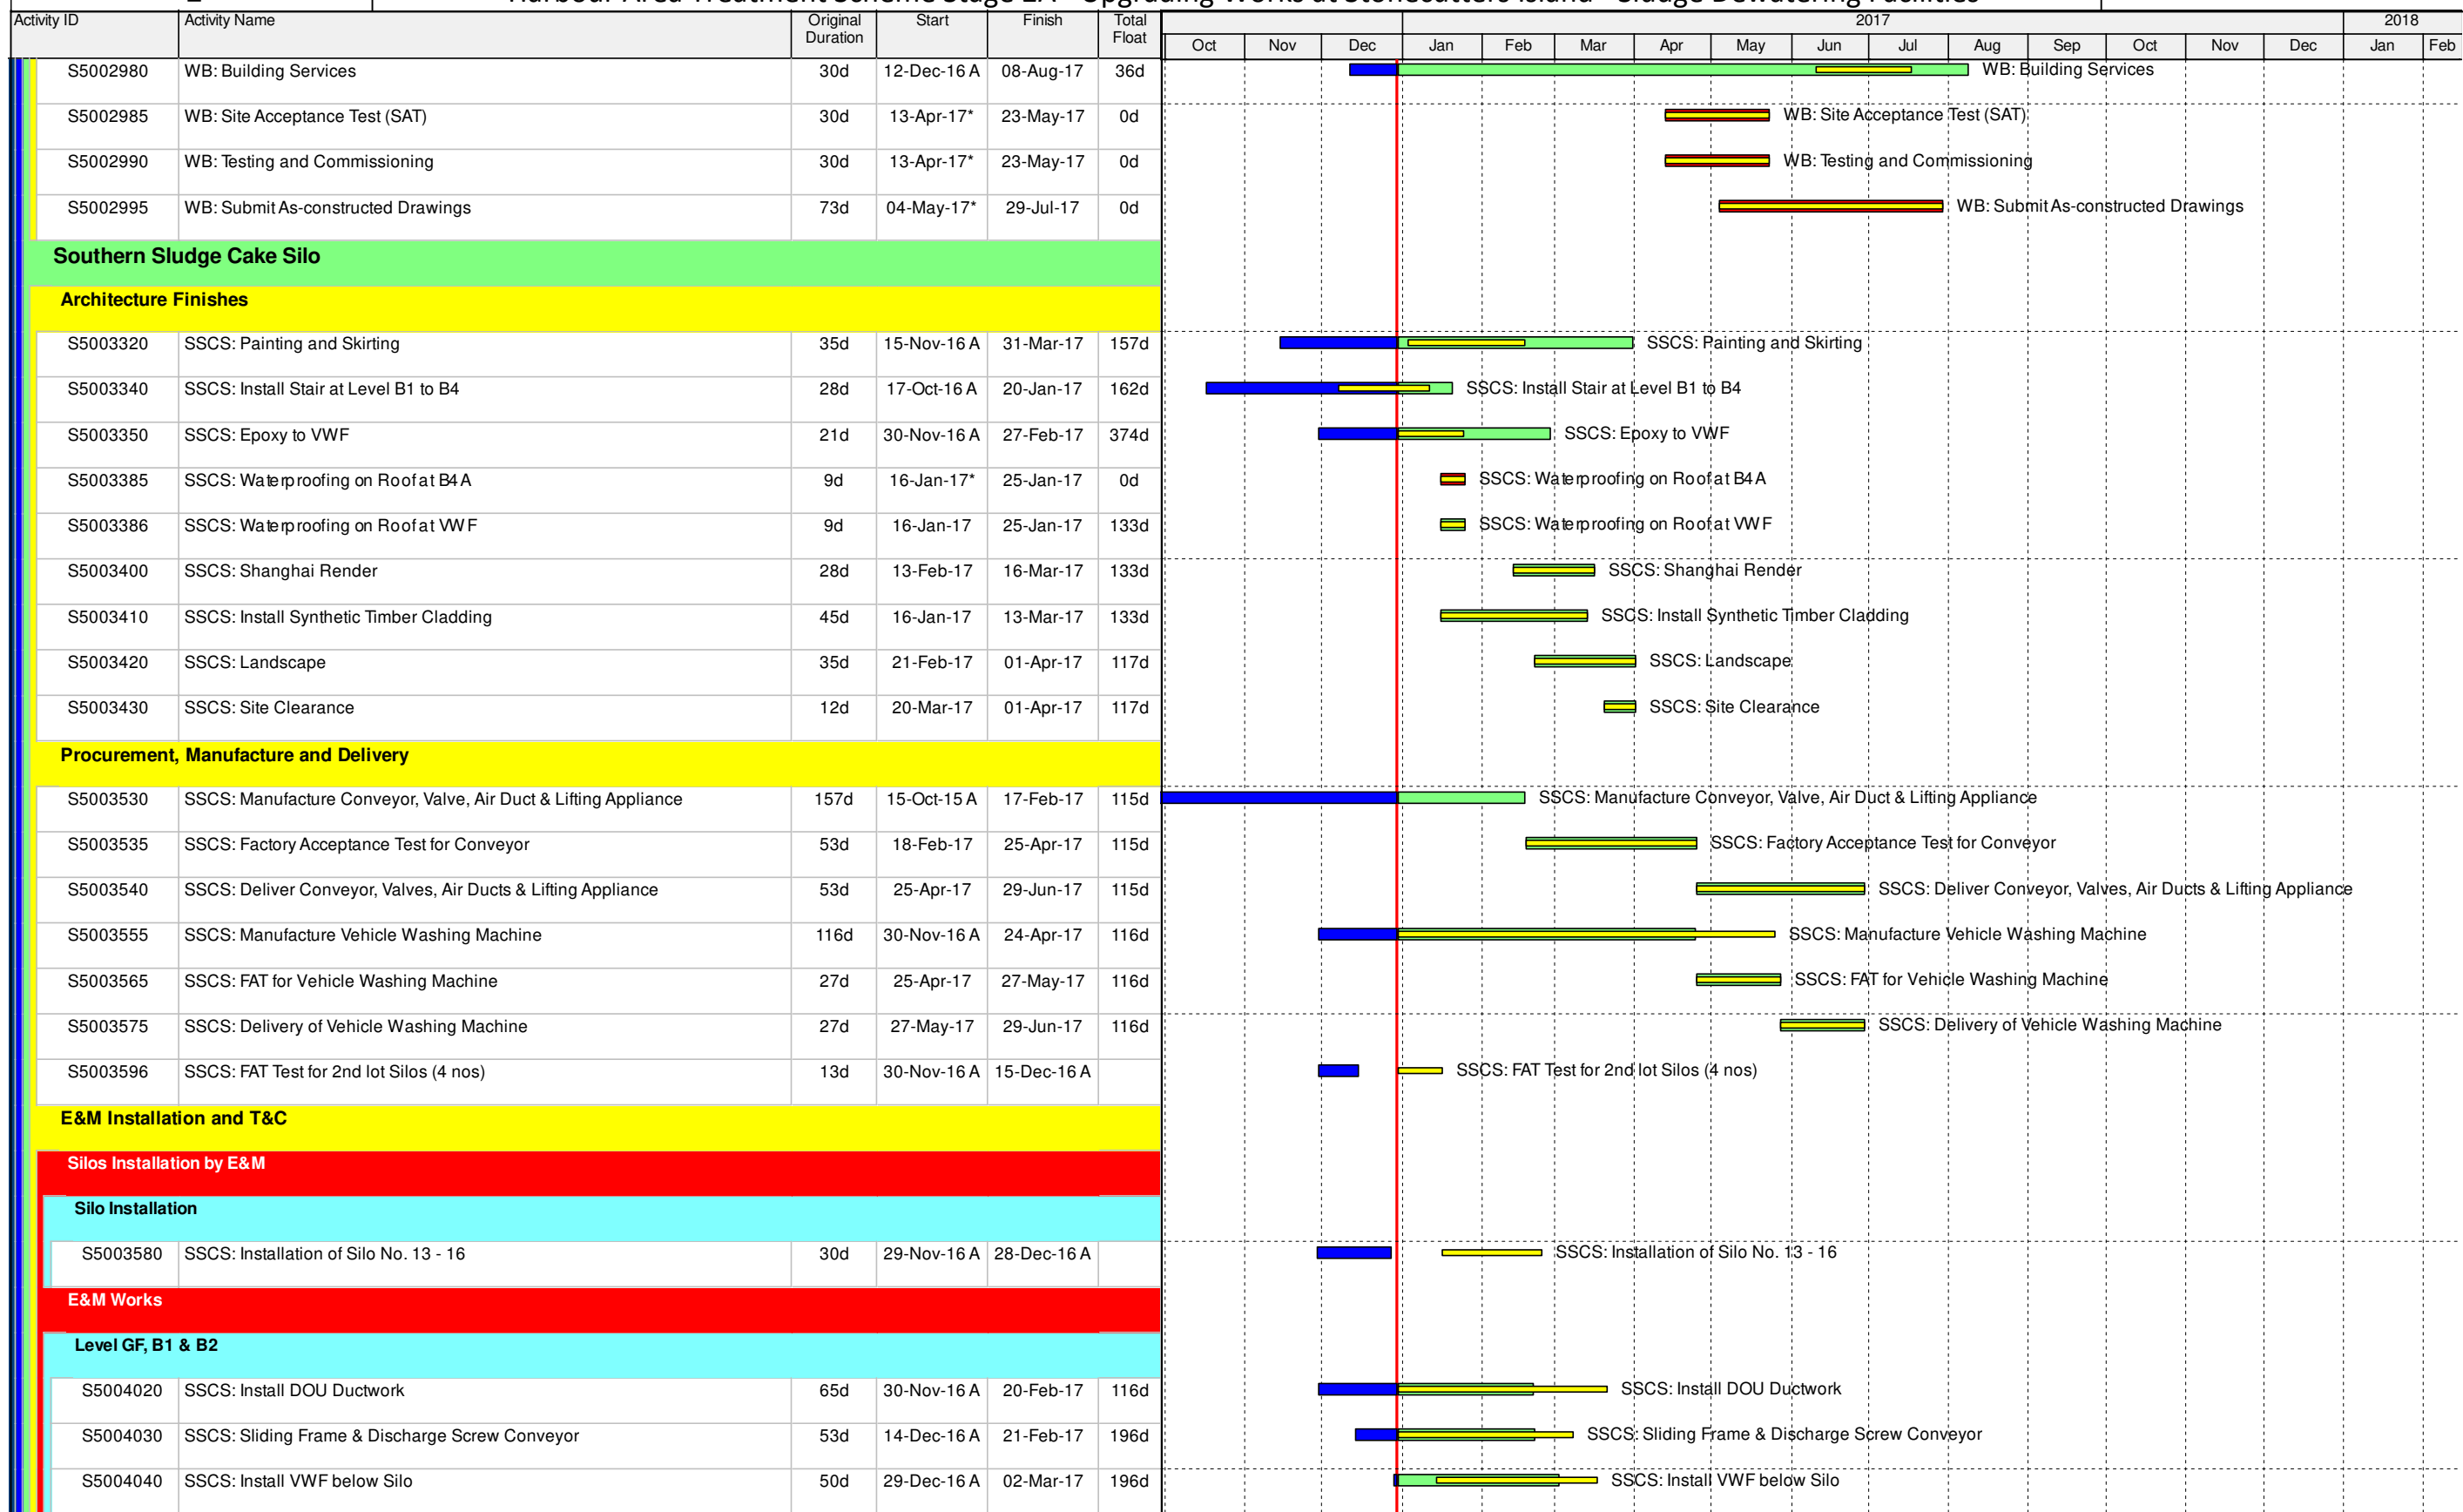 Harbour Area Treatment Scheme Stage 2A - Upgrading Works at Stonecutters Island - Sludge Dewatering Facilities
Activity ID Activity Name Original Duration Start Finish Total Float 2017 2018
Oct Nov Dec Jan Feb Mar Apr May Jun Jul Aug Sep Oct Nov Dec Jan Feb
S5002980 WB: Building Services 30d 12-Dec-16 A 08-Aug-17 36d WB: Building Services
S5002985 WB: Site Acceptance Test (SAT) 30d 13-Apr-17* 23-May-17 0d WB: Site Acceptance Test (SAT)
S5002990 WB: Testing and Commissioning 30d 13-Apr-17* 23-May-17 0d WB: Testing and Commissioning
S5002995 WB: Submit As-constructed Drawings 73d 04-May-17* 29-Jul-17 0d WB: Submit As-constructed Drawings
Southern Sludge Cake Silo
Architecture Finishes
S5003320 SSCS: Painting and Skirting 35d 15-Nov-16 A 31-Mar-17 157d SSCS: Painting and Skirting
S5003340 SSCS: Install Stair at Level B1 to B4 28d 17-Oct-16 A 20-Jan-17 162d SSCS: Install Stair at Level B1 to B4
S5003350 SSCS: Epoxy to VWF 21d 30-Nov-16 A 27-Feb-17 374d SSCS: Epoxy to VWF
S5003385 SSCS: Waterproofing on Roof at B4A 9d 16-Jan-17* 25-Jan-17 0d SSCS: Waterproofing on Roof at B4A
S5003386 SSCS: Waterproofing on Roof at VWF 9d 16-Jan-17 25-Jan-17 133d SSCS: Waterproofing on Roof at VWF
S5003400 SSCS: Shanghai Render 28d 13-Feb-17 16-Mar-17 133d SSCS: Shanghai Render
S5003410 SSCS: Install Synthetic Timber Cladding 45d 16-Jan-17 13-Mar-17 133d SSCS: Install Synthetic Timber Cladding
S5003420 SSCS: Landscape 35d 21-Feb-17 01-Apr-17 117d SSCS: Landscape
S5003430 SSCS: Site Clearance 12d 20-Mar-17 01-Apr-17 117d SSCS: Site Clearance
Procurement, Manufacture and Delivery
S5003530 SSCS: Manufacture Conveyor, Valve, Air Duct & Lifting Appliance 157d 15-Oct-15 A 17-Feb-17 115d SSCS: Manufacture Conveyor, Valve, Air Duct & Lifting Appliance
S5003535 SSCS: Factory Acceptance Test for Conveyor 53d 18-Feb-17 25-Apr-17 115d SSCS: Factory Acceptance Test for Conveyor
S5003540 SSCS: Deliver Conveyor, Valves, Air Ducts & Lifting Appliance 53d 25-Apr-17 29-Jun-17 115d SSCS: Deliver Conveyor, Valves, Air Ducts & Lifting Appliance
S5003555 SSCS: Manufacture Vehicle Washing Machine 116d 30-Nov-16 A 24-Apr-17 116d SSCS: Manufacture Vehicle Washing Machine
S5003565 SSCS: FAT for Vehicle Washing Machine 27d 25-Apr-17 27-May-17 116d SSCS: FAT for Vehicle Washing Machine
S5003575 SSCS: Delivery of Vehicle Washing Machine 27d 27-May-17 29-Jun-17 116d SSCS: Delivery of Vehicle Washing Machine
S5003596 SSCS: FAT Test for 2nd lot Silos (4 nos) 13d 30-Nov-16 A 15-Dec-16 A SSCS: FAT Test for 2nd lot Silos (4 nos)
E&M Installation and T&C
Silos Installation by E&M
Silo Installation
S5003580 SSCS: Installation of Silo No. 13 - 16 30d 29-Nov-16 A 28-Dec-16 A SSCS: Installation of Silo No. 13 - 16
E&M Works
Level GF, B1 & B2
S5004020 SSCS: Install DOU Ductwork 65d 30-Nov-16 A 20-Feb-17 116d SSCS: Install DOU Ductwork
S5004030 SSCS: Sliding Frame & Discharge Screw Conveyor 53d 14-Dec-16 A 21-Feb-17 196d SSCS: Sliding Frame & Discharge Screw Conveyor
S5004040 SSCS: Install VWF below Silo 50d 29-Dec-16 A 02-Mar-17 196d SSCS: Install VWF below Silo